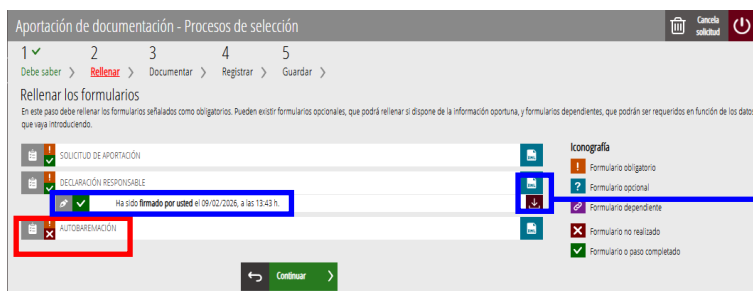 Aportación de documentación - Procesos de selección
Cancela
solicitud
1 2 3 4 5
Debe saber > Rellenar > Documentar > Registrar > Guardar >
Rellenar los formularios
En este paso debe rellenar los formularios señalados como obligatorios. Pueden existir formularios opcionales, que podrá rellenar si dispone de la información oportuna, y formularios dependientes, que podrán ser requeridos en función de los datos
que vaya introduciendo.
Iconografía
! Formulario obligatorio
? Formulario opcional
Formulario dependiente
Formulario no realizado
Formulario o paso completado
! SOLICITUD DE APORTACIÓN
! DECLARACIÓN RESPONSABLE
Ha sido firmado por usted el 09/02/2026, a las 13:43 h.
! AUTOBAREMACIÓN
Continuar >